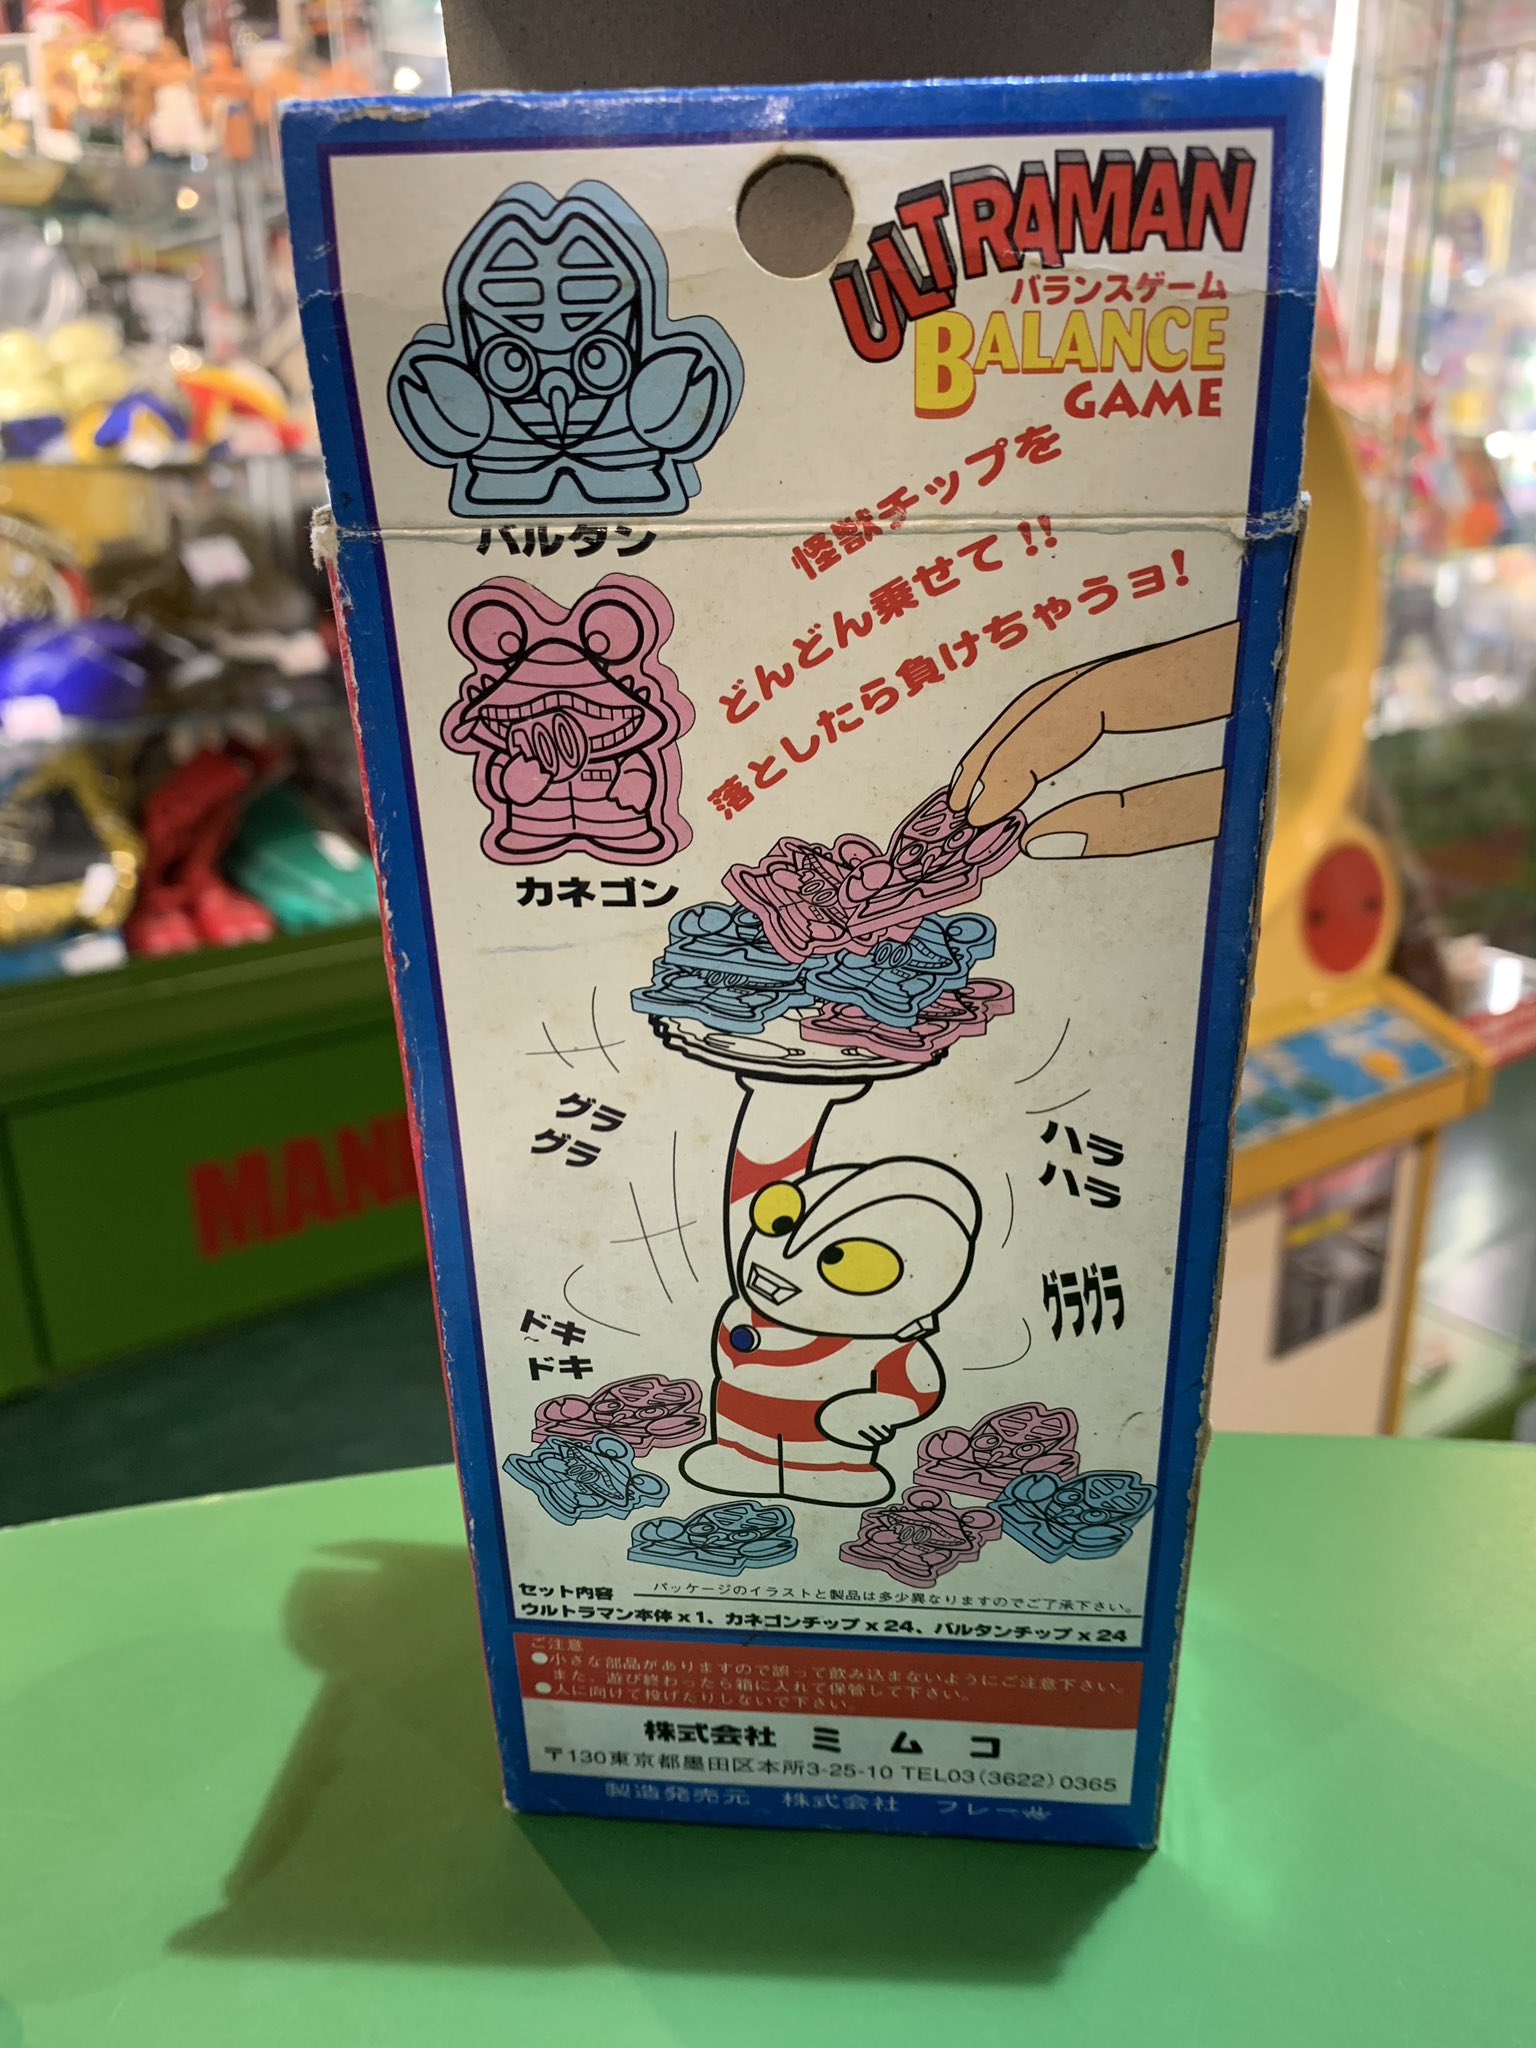 ULTRAMAN
バランスゲーム
BALANCE
GAME
バルタン
怪獣チップを
どんどん乗せて!!
落としたら負けちゃうヨ!
100
カネゴン
グラ
グラ
ハラ
ハラ
グラグラ
ドキ
ドキ
セット内容 パッケージのイラストと製品は多少異なりますのでご了承下さい。
ウルトラマン本体x1、カネゴンチップx24、バルタンチップx24
ご注意
●小さな部品がありますので誤って飲み込まないようにご注意下さい。
また、遊び終わったら箱に入れて保管して下さい。
●人に向けて投げたりしないで下さい。
株式会社 ミムコ
〒130東京都墨田区本所3-25-10 TEL03(3622)0365
製造発売元 株式会社 フレーせ